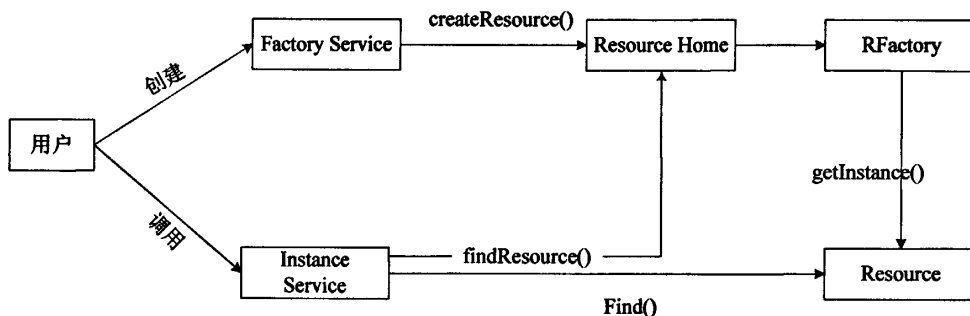 createResource()
Factory Service
Resource Home
RFactory
创建
用户
getInstance()
调用
findResource()
Instance
Service
Resource
Find()